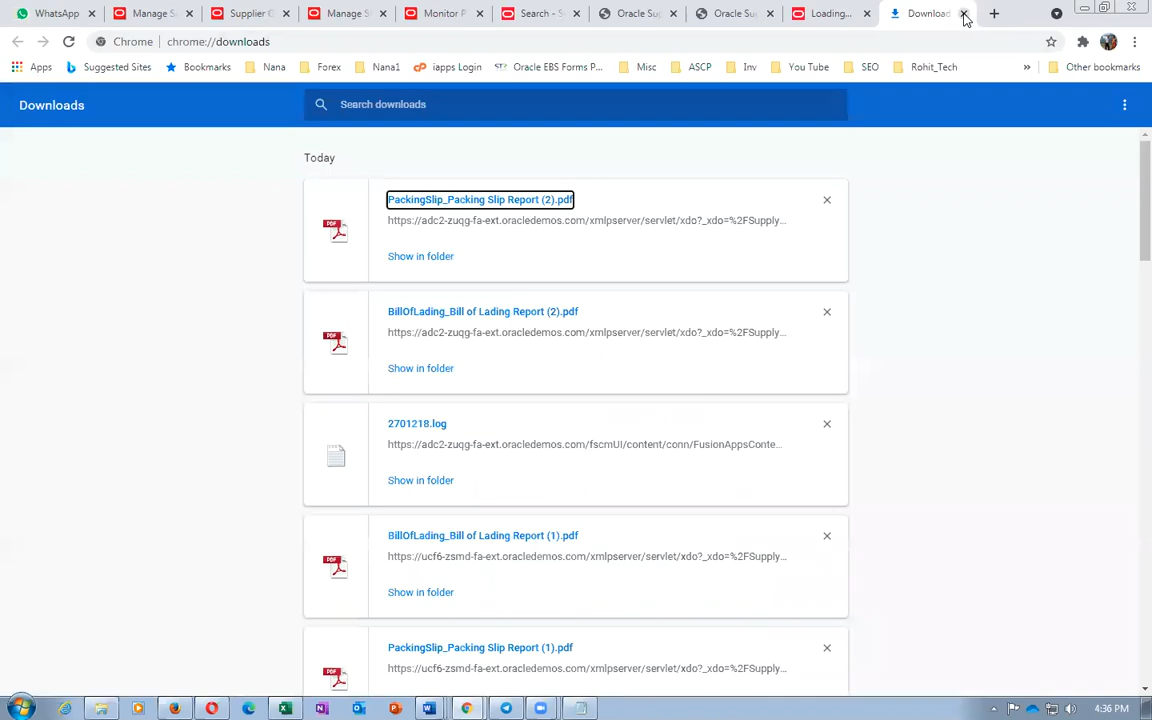 WhatsApp
Manage S
Supplier G
Manage S
Monitor P
Search - S
Oracle Sup
Oracle Sup
Loading...
Download
Chrome
chrome://downloads
Apps
Suggested Sites
Bookmarks
Nana
Forex
Nana1
iapps Login
Oracle EBS Forms P...
Misc
ASCP
Inv
You Tube
SEO
Rohit_Tech
»
Other bookmarks
Downloads
Search downloads
Today
PackingSlip_Packing Slip Report (2).pdf
https://adc2-zuqg-fa-ext.oracledemos.com/xmlpserver/servlet/xdo?_xdo=%2FSupply...
Show in folder
BillOfLading_Bill of Lading Report (2).pdf
https://adc2-zuqg-fa-ext.oracledemos.com/xmlpserver/servlet/xdo?_xdo=%2FSupply...
Show in folder
2701218.log
https://adc2-zuqg-fa-ext.oracledemos.com/fscmUI/content/conn/FusionAppsConte...
Show in folder
BillOfLading_Bill of Lading Report (1).pdf
https://ucf6-zsmd-fa-ext.oracledemos.com/xmlpserver/servlet/xdo?_xdo=%2FSupply...
Show in folder
PackingSlip_Packing Slip Report (1).pdf
https://ucf6-zsmd-fa-ext.oracledemos.com/xmlpserver/servlet/xdo?_xdo=%2FSupply...
4:36 PM